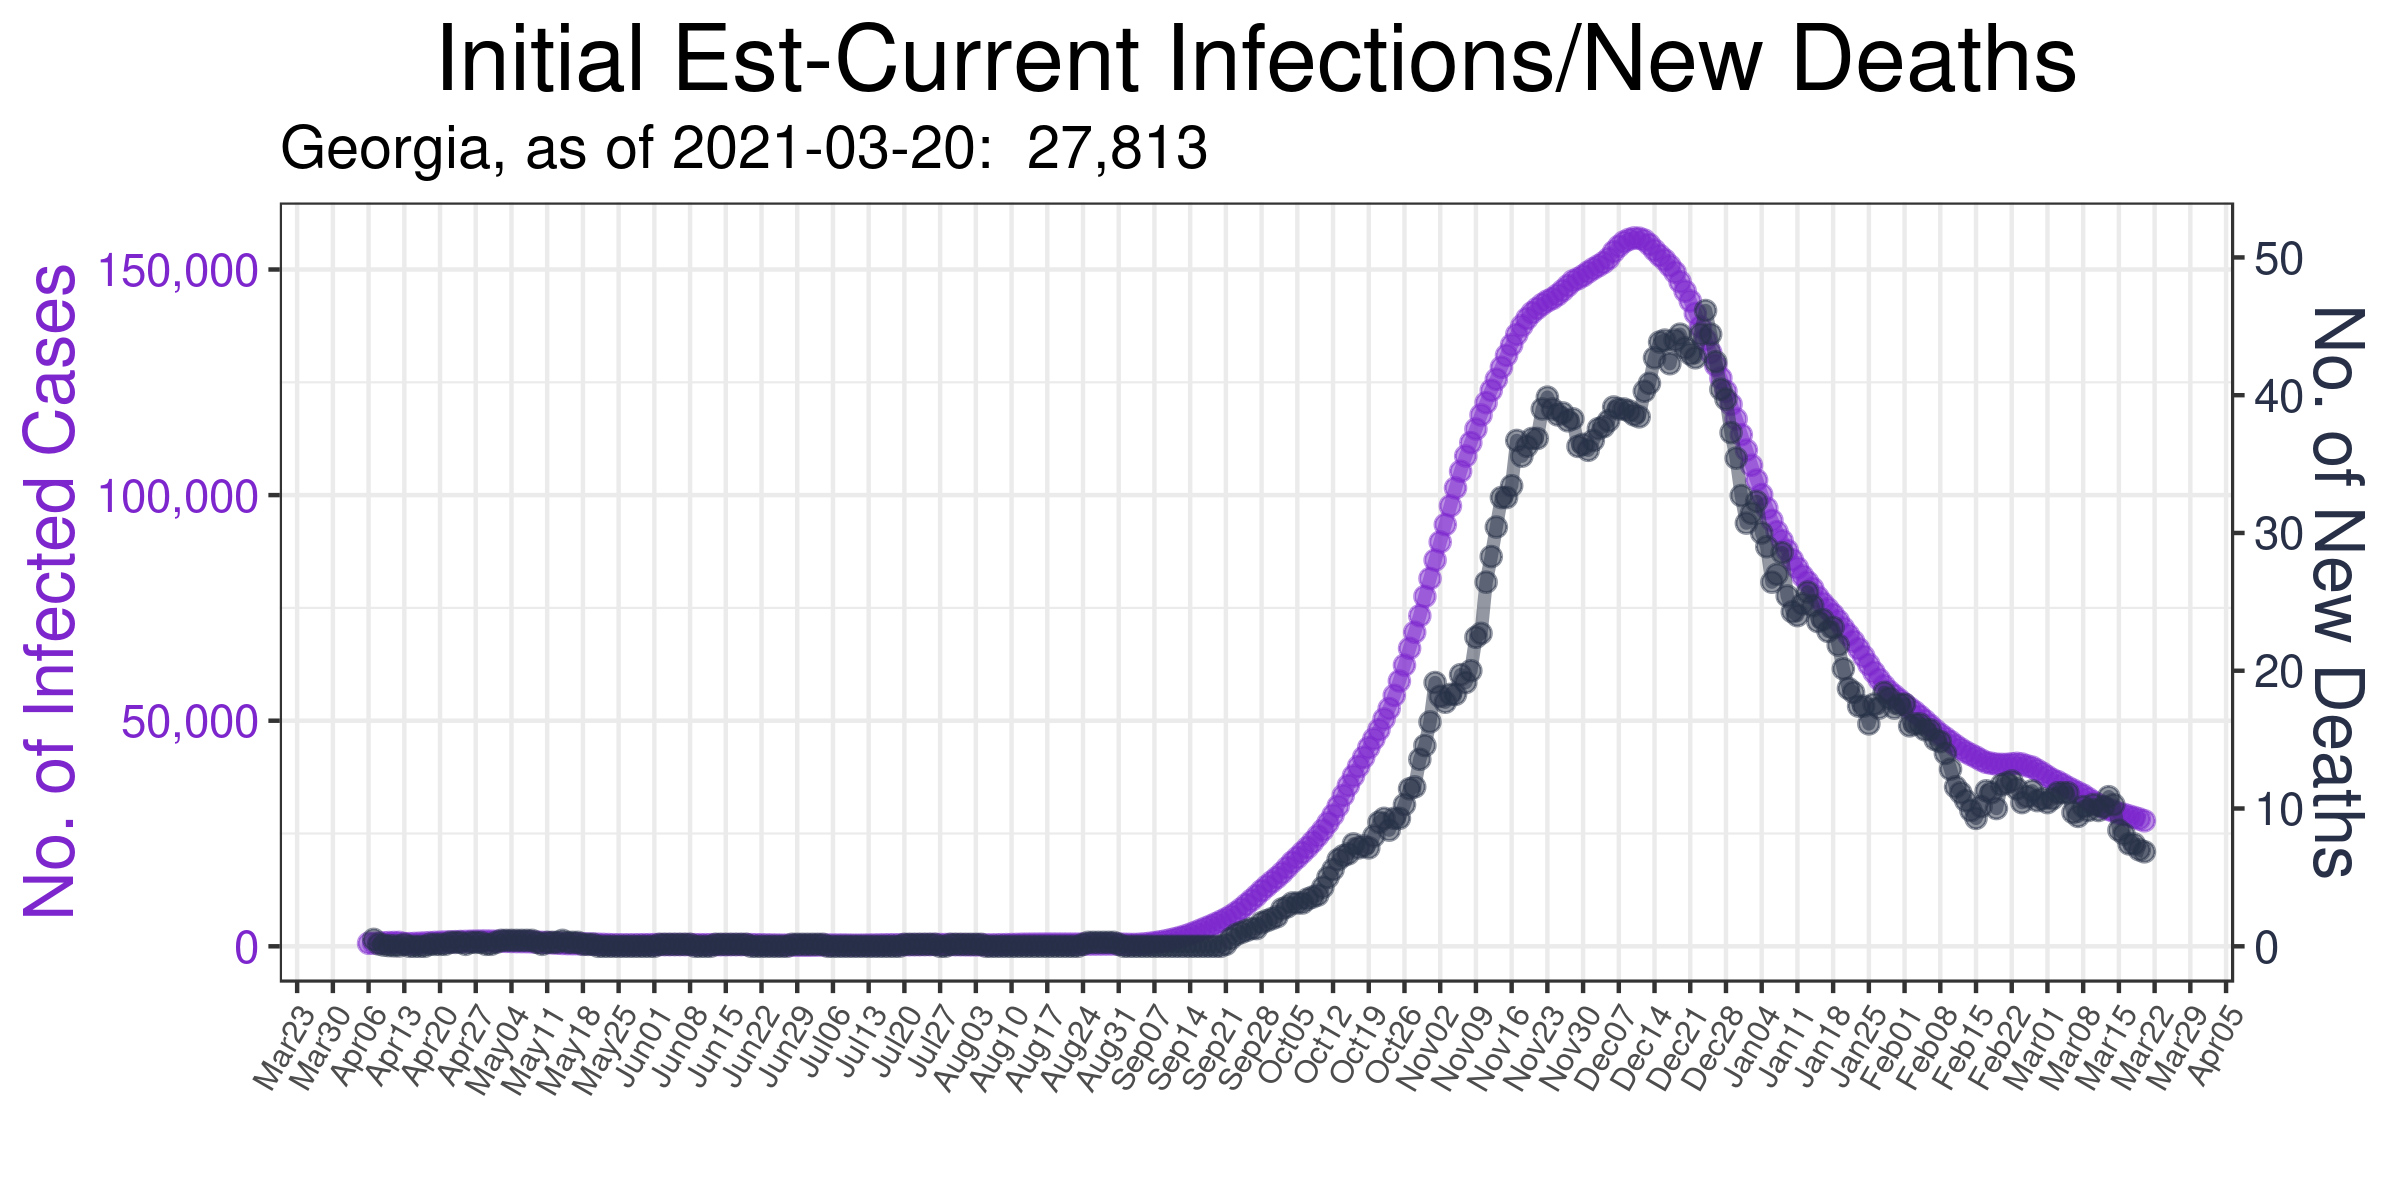 Initial Est-Current Infections/New Deaths
Georgia, as of 2021-03-20: 27,813
No. of Infected Cases
150,000
100,000
50,000
0
50
40
30
20
10
0
No. of New Deaths
Mar23
Mar30
Apr06
Apr13
Apr20
Apr27
May04
May11
May18
May25
Jun01
Jun08
Jun15
Jun22
Jun29
Jul06
Jul13
Jul20
Jul27
Aug03
Aug10
Aug17
Aug24
Aug31
Sep07
Sep14
Sep21
Sep28
Oct05
Oct12
Oct19
Oct26
Nov02
Nov09
Nov16
Nov23
Nov30
Dec07
Dec14
Dec21
Dec28
Jan04
Jan11
Jan18
Jan25
Feb01
Feb08
Feb15
Feb22
Mar01
Mar08
Mar15
Mar22
Mar29
Apr05